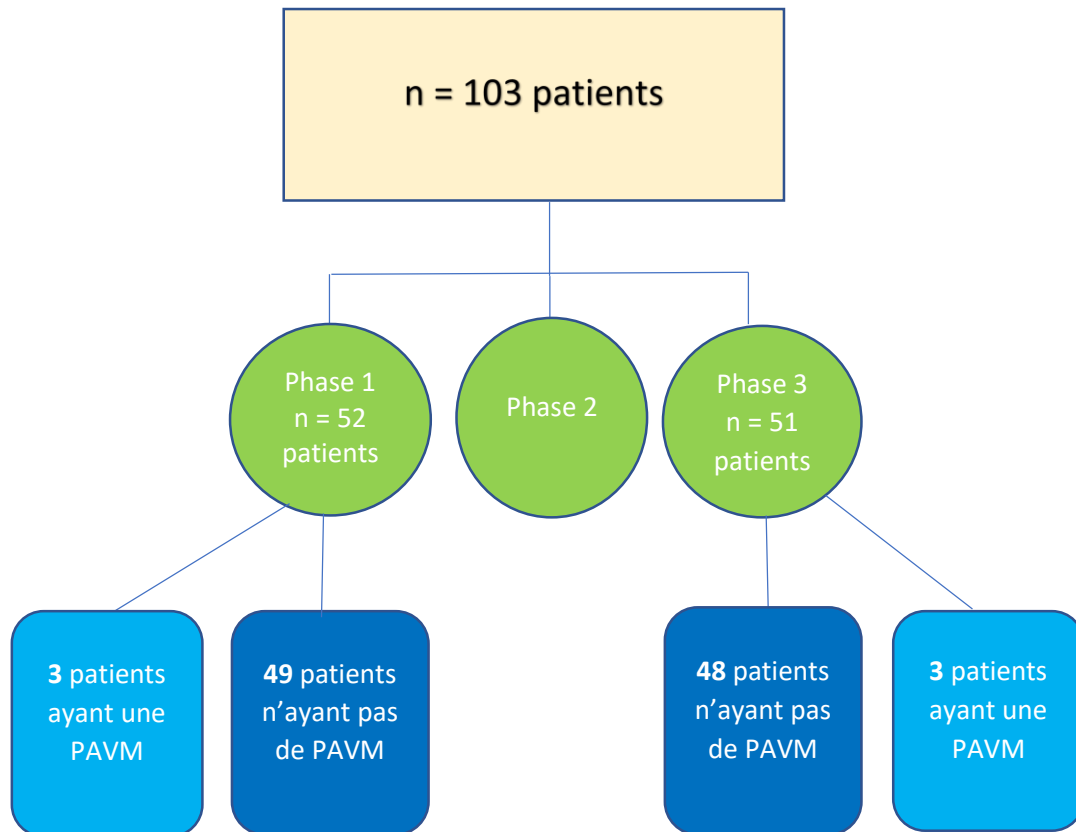 n = 103 patients
Phase 1
n = 52
patients
Phase 2
Phase 3
n = 51
patients
3 patients
ayant une
PAVM
49 patients
n’ayant pas
de PAVM
48 patients
n’ayant pas
de PAVM
3 patients
ayant une
PAVM